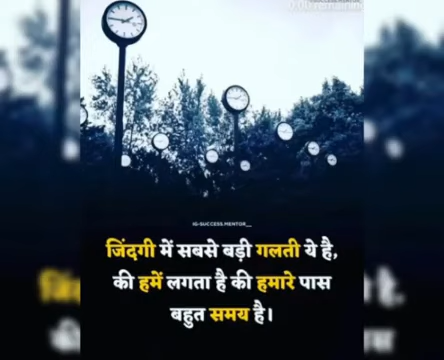 IG-SUCCESS.MENTOR__
जिंदगी में सबसे बड़ी गलती ये है,
की हमें लगता है की हमारे पास
बहुत समय है।